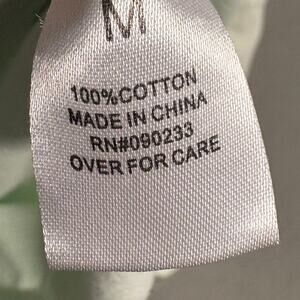 M
100%COTTON
MADE IN CHINA
RN#090233
OVER FOR CARE